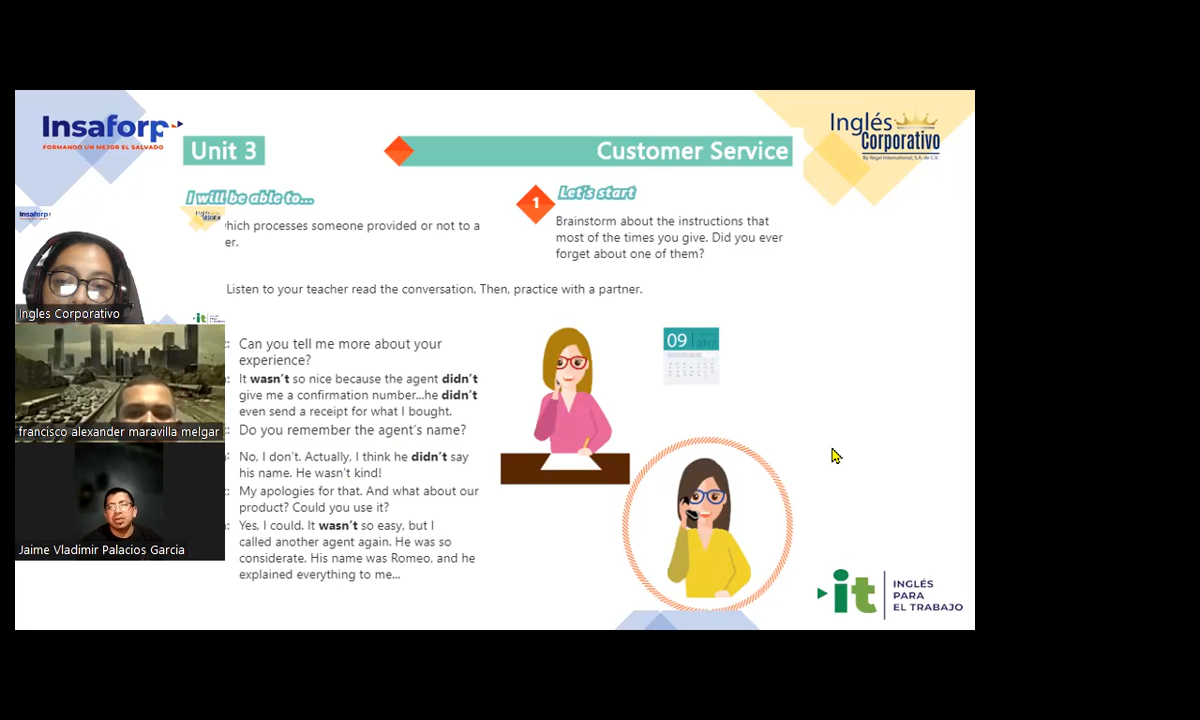 Insaforp
FORMANDO UN MEJOR EL SALVADOR
Unit 3
Customer Service
Inglés
Corporativo
By Regal International, S.A. de C.V.
I will be able to...
which processes someone provided or not to a
er.
1
Let's start
Brainstorm about the instructions that
most of the times you give. Did you ever
forget about one of them?
Listen to your teacher read the conversation. Then, practice with a partner.
Insaforp
Ingles Corporativo
francisco alexander maravilla melgar
Jaime Vladimir Palacios Garcia
Can you tell me more about your
experience?
It wasn't so nice because the agent didn't
give me a confirmation number...he didn't
even send a receipt for what I bought.
Do you remember the agent's name?
No, I don't. Actually, I think he didn't say
his name. He wasn't kind!
My apologies for that. And what about our
product? Could you use it?
Yes, I could. It wasn't so easy, but I
called another agent again. He was so
considerate. His name was Romeo, and he
explained everything to me...
09 2017
it
INGLÉS
PARA
EL TRABAJO